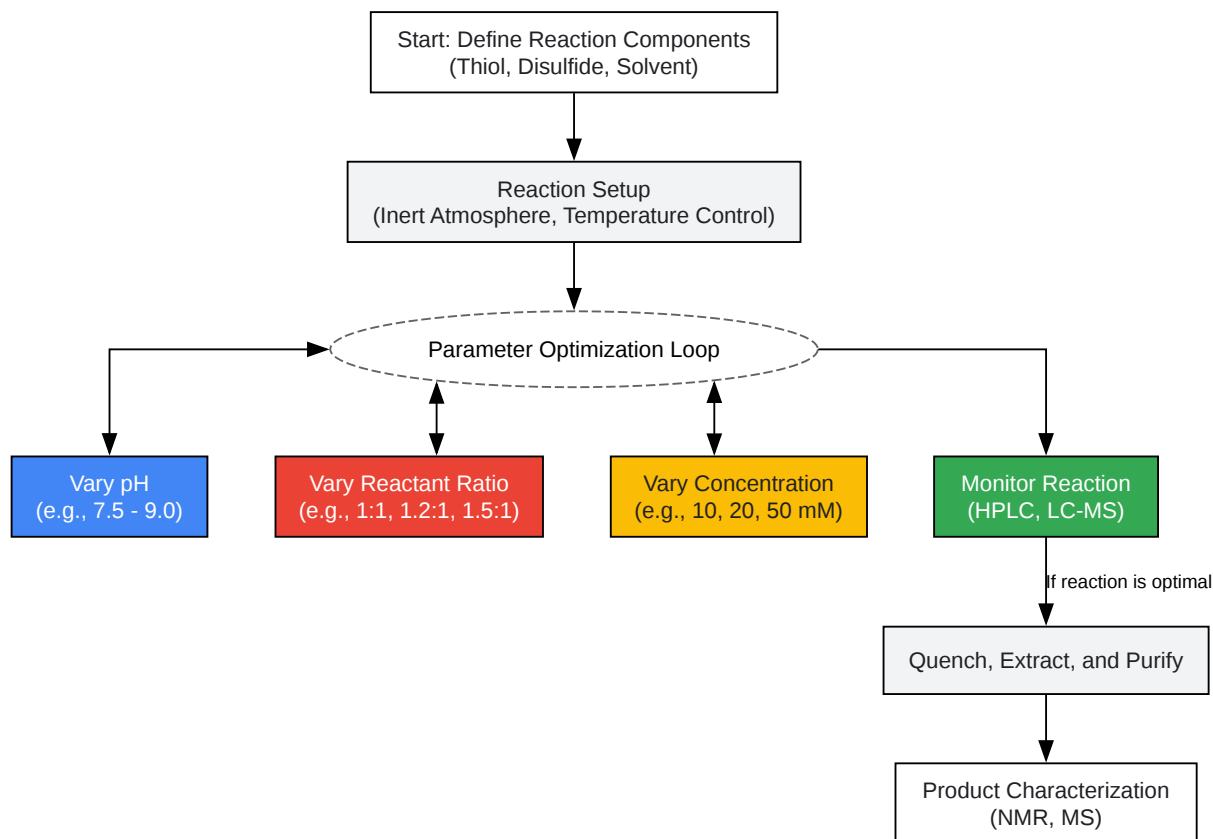 Start: Define Reaction Components
(Thiol, Disulfide, Solvent)
Reaction Setup
(Inert Atmosphere, Temperature Control)
Parameter Optimization Loop
Vary pH
(e.g., 7.5 - 9.0)
Vary Reactant Ratio
(e.g., 1:1, 1.2:1, 1.5:1)
Vary Concentration
(e.g., 10, 20, 50 mM)
Monitor Reaction
(HPLC, LC-MS)
If reaction is optimal
Quench, Extract, and Purify
Product Characterization
(NMR, MS)